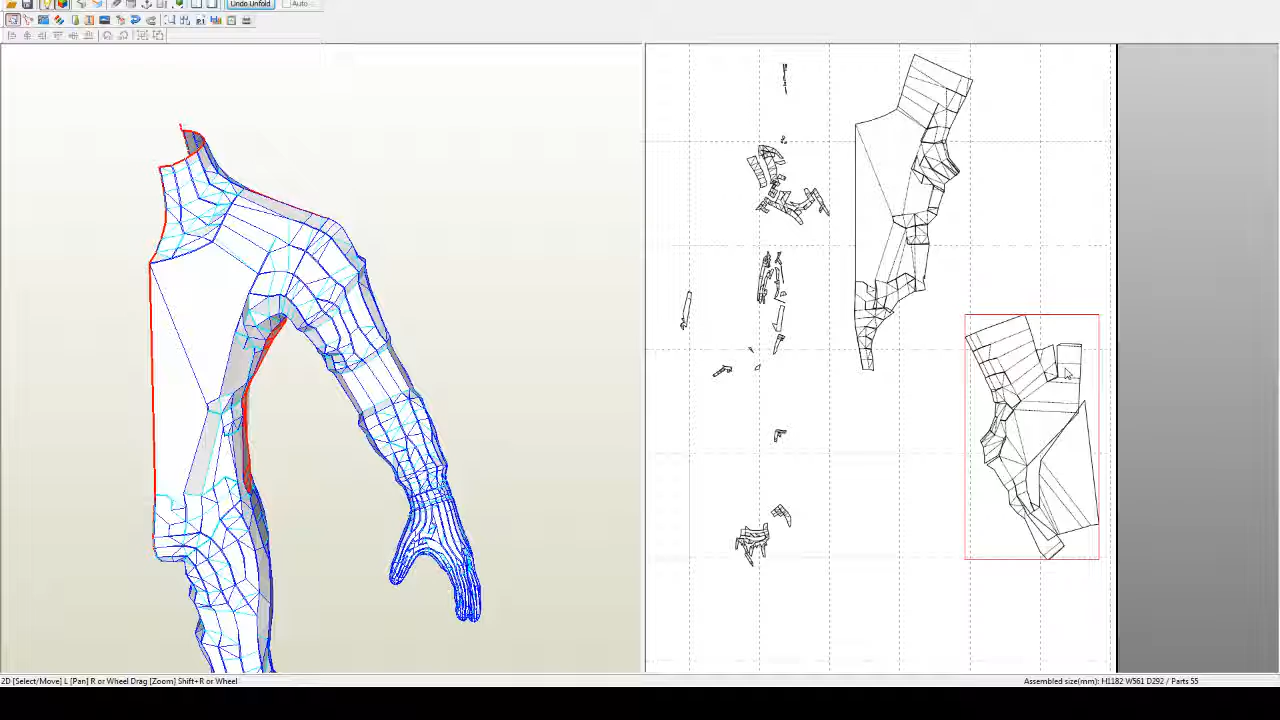 Undo Unfold
Auto
2D [Select/Move] L [Pan] R or Wheel Drag [Zoom] Shift+R or Wheel
Assembled size(mm): H1182 W561 D292 / Parts 55